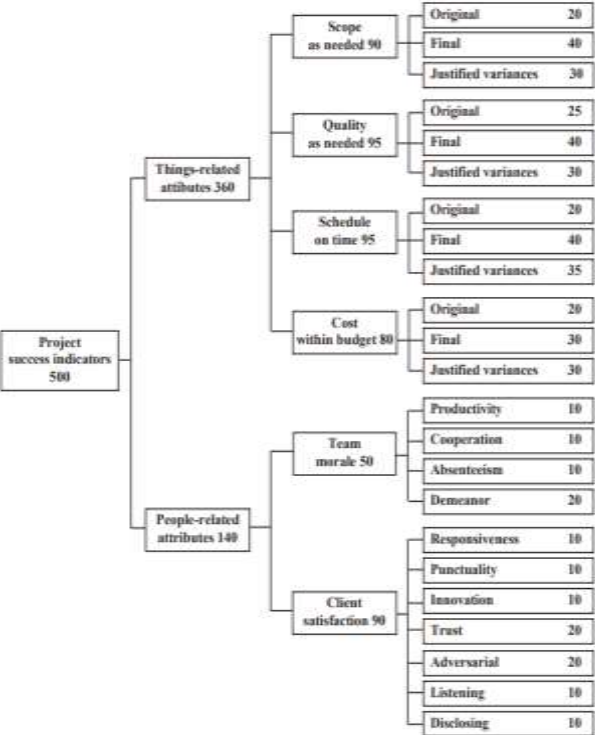 Project
success indicators
500
Things-related
attibutes 360
Scope
as needed 90
Original 20
Final 40
Justified variances 30
Quality
as needed 95
Original 25
Final 40
Justified variances 30
Schedule
on time 95
Original 20
Final 40
Justified variances 35
Cost
within budget 80
Original 20
Final 30
Justified variances 30
People-related
attributes 140
Team
morale 50
Productivity 10
Cooperation 10
Absenteeism 10
Demeanor 20
Client
satisfaction 90
Responsiveness 10
Punctuality 10
Innovation 10
Trust 20
Adversarial 20
Listening 10
Disclosing 10